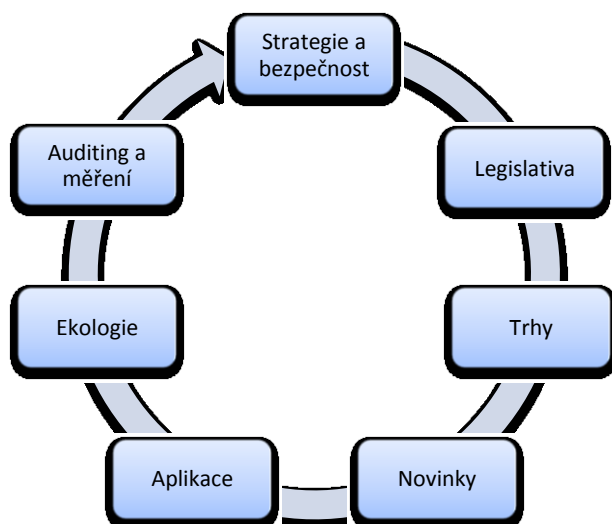 Strategie a
bezpečnost
Legislativa
Trhy
Novinky
Aplikace
Ekologie
Auditing a
měření